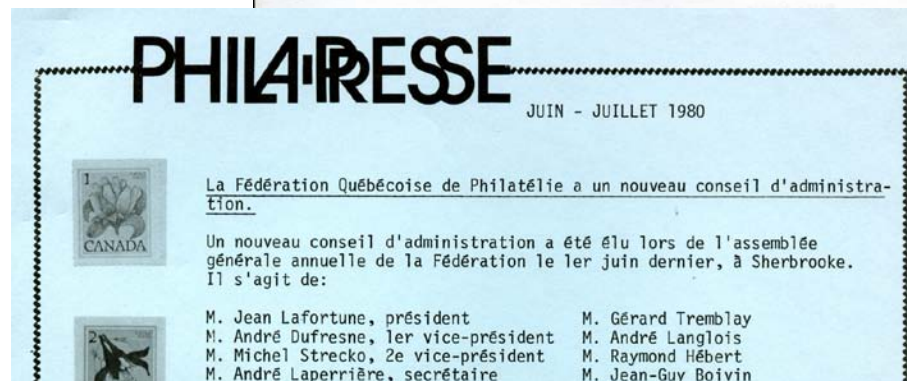 PHILA-PRESSE
JUIN - JUILLET 1980
1
CANADA
La Fédération Québécoise de Philatélie a un nouveau conseil d'administra-
tion.
Un nouveau conseil d'administration a été élu lors de l'assemblée
générale annuelle de la Fédération le 1er juin dernier, à Sherbrooke.
Il s'agit de:
2
M. Jean Lafortune, président
M. André Dufresne, 1er vice-président
M. Michel Strecko, 2e vice-président
M. André Laperrière, secrétaire
M. Gérard Tremblay
M. André Langlois
M. Raymond Hébert
M. Jean-Guy Boivin